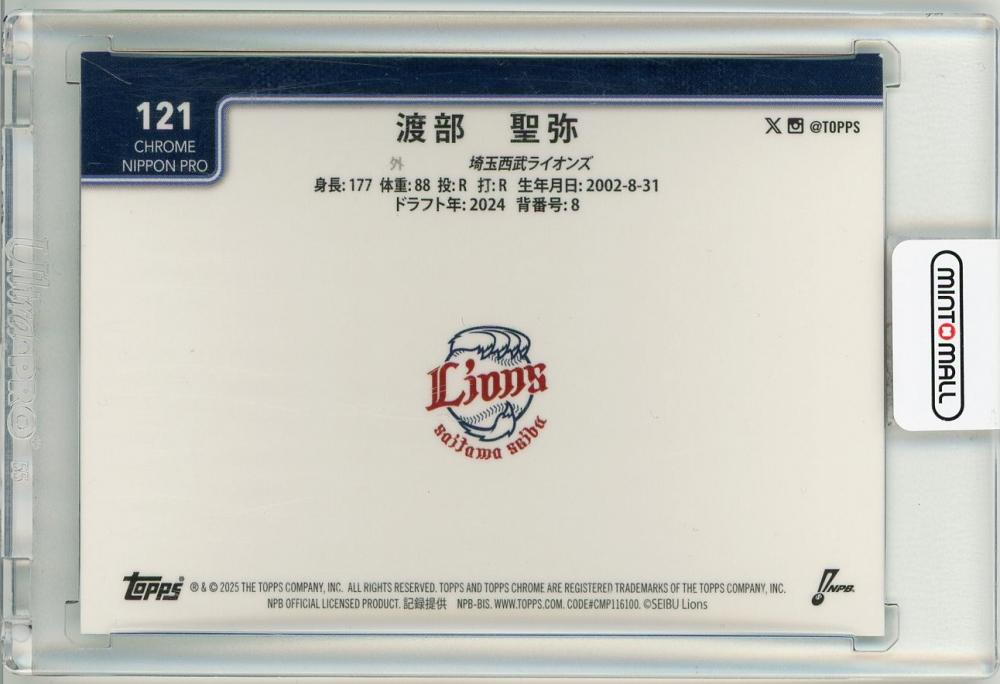 121
CHROME
NIPPON PRO
渡部 聖弥
@TOPPS
外 埼玉西武ライオンズ
身長: 177 体重: 88 投: R 打: R 生年月日: 2002-8-31
ドラフト年: 2024 背番号: 8
MINTOMALL
Ultra PRO®
55
Lions
saitama seibu
TOPPS® ® & © 2025 THE TOPPS COMPANY, INC. ALL RIGHTS RESERVED. TOPPS AND TOPPS CHROME ARE REGISTERED TRADEMARKS OF THE TOPPS COMPANY, INC.
NPB OFFICIAL LICENSED PRODUCT. 記録提供 NPB-BIS. WWW.TOPPS.COM. CODE#CMP116100. ©SEIBU Lions
NPB.